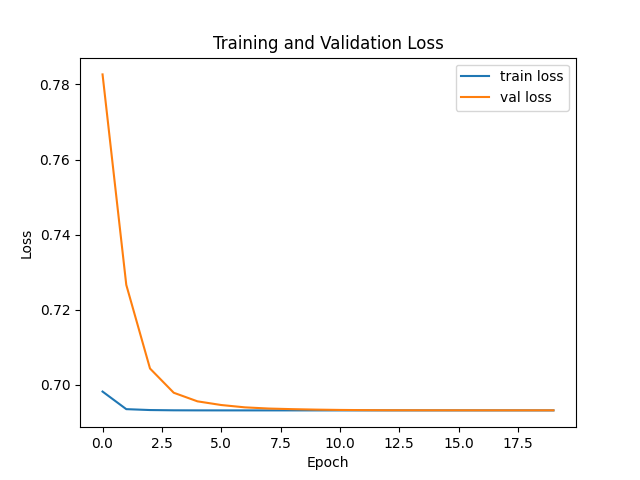 Training and Validation Loss
train loss
val loss
0.78
0.76
0.74
0.72
0.70
Loss
0.0 2.5 5.0 7.5 10.0 12.5 15.0 17.5
Epoch